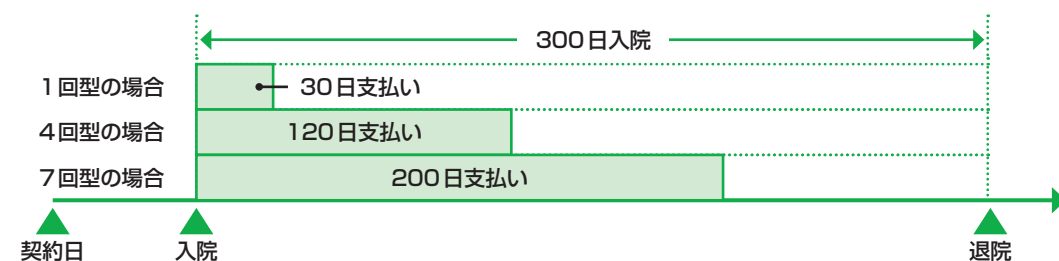 300日入院
1回型の場合
30日支払い
4回型の場合
120日支払い
7回型の場合
200日支払い
契約日
入院
退院